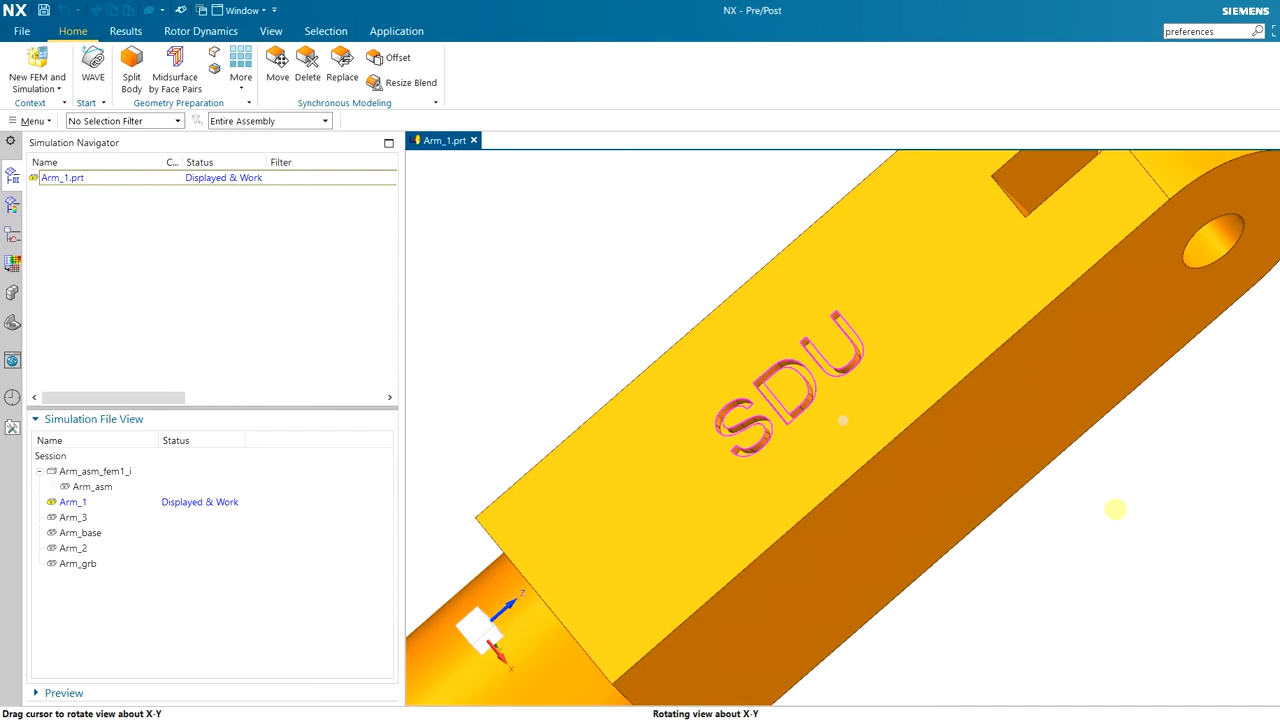 NX
Window
NX - Pre/Post
SIEMENS
File
Home
Results
Rotor Dynamics
View
Selection
Application
preferences
New FEM and
Simulation
WAVE
Split
Body
Midsurface
by Face Pairs
More
Move
Delete
Replace
Offset
Resize Blend
Context
Start
Geometry Preparation
Synchronous Modeling
Menu
No Selection Filter
Entire Assembly
Simulation Navigator
Arm_1.prt
Name
C...
Status
Filter
Arm_1.prt
Displayed & Work
SDU
Simulation File View
Name
Status
Session
Arm_asm_fem1_i
Arm_asm
Arm_1
Displayed & Work
Arm_3
Arm_base
Arm_2
Arm_grb
Z
X
Preview
Drag cursor to rotate view about X-Y
Rotating view about X-Y